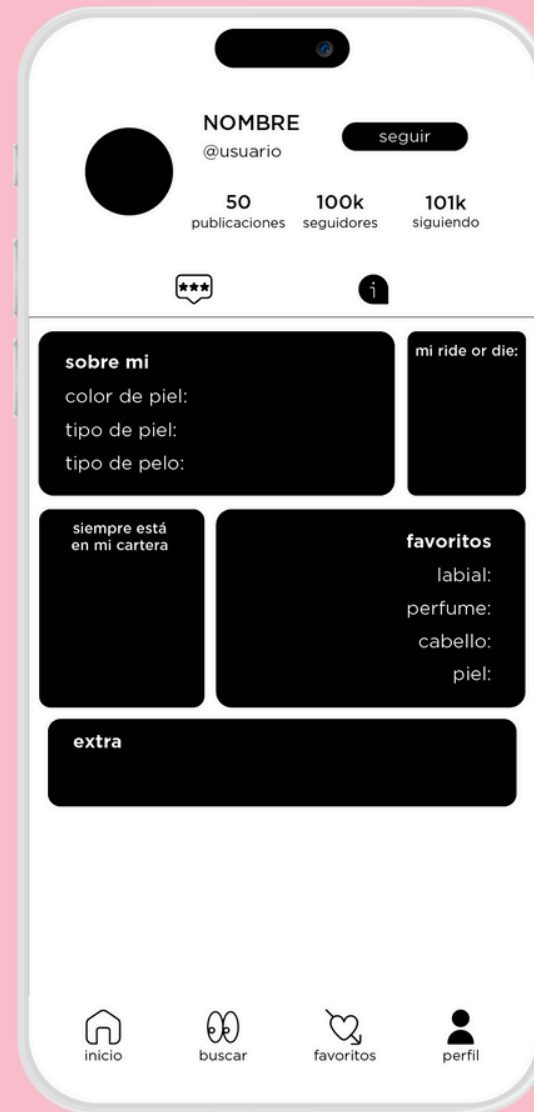 NOMBRE
@usuario
seguir
50
publicaciones
100k
seguidores
101k
siguiendo
i
sobre mi
color de piel:
tipo de piel:
tipo de pelo:
mi ride or die:
siempre está
en mi cartera
favoritos
labial:
perfume:
cabello:
piel:
extra
inicio
buscar
favoritos
perfil